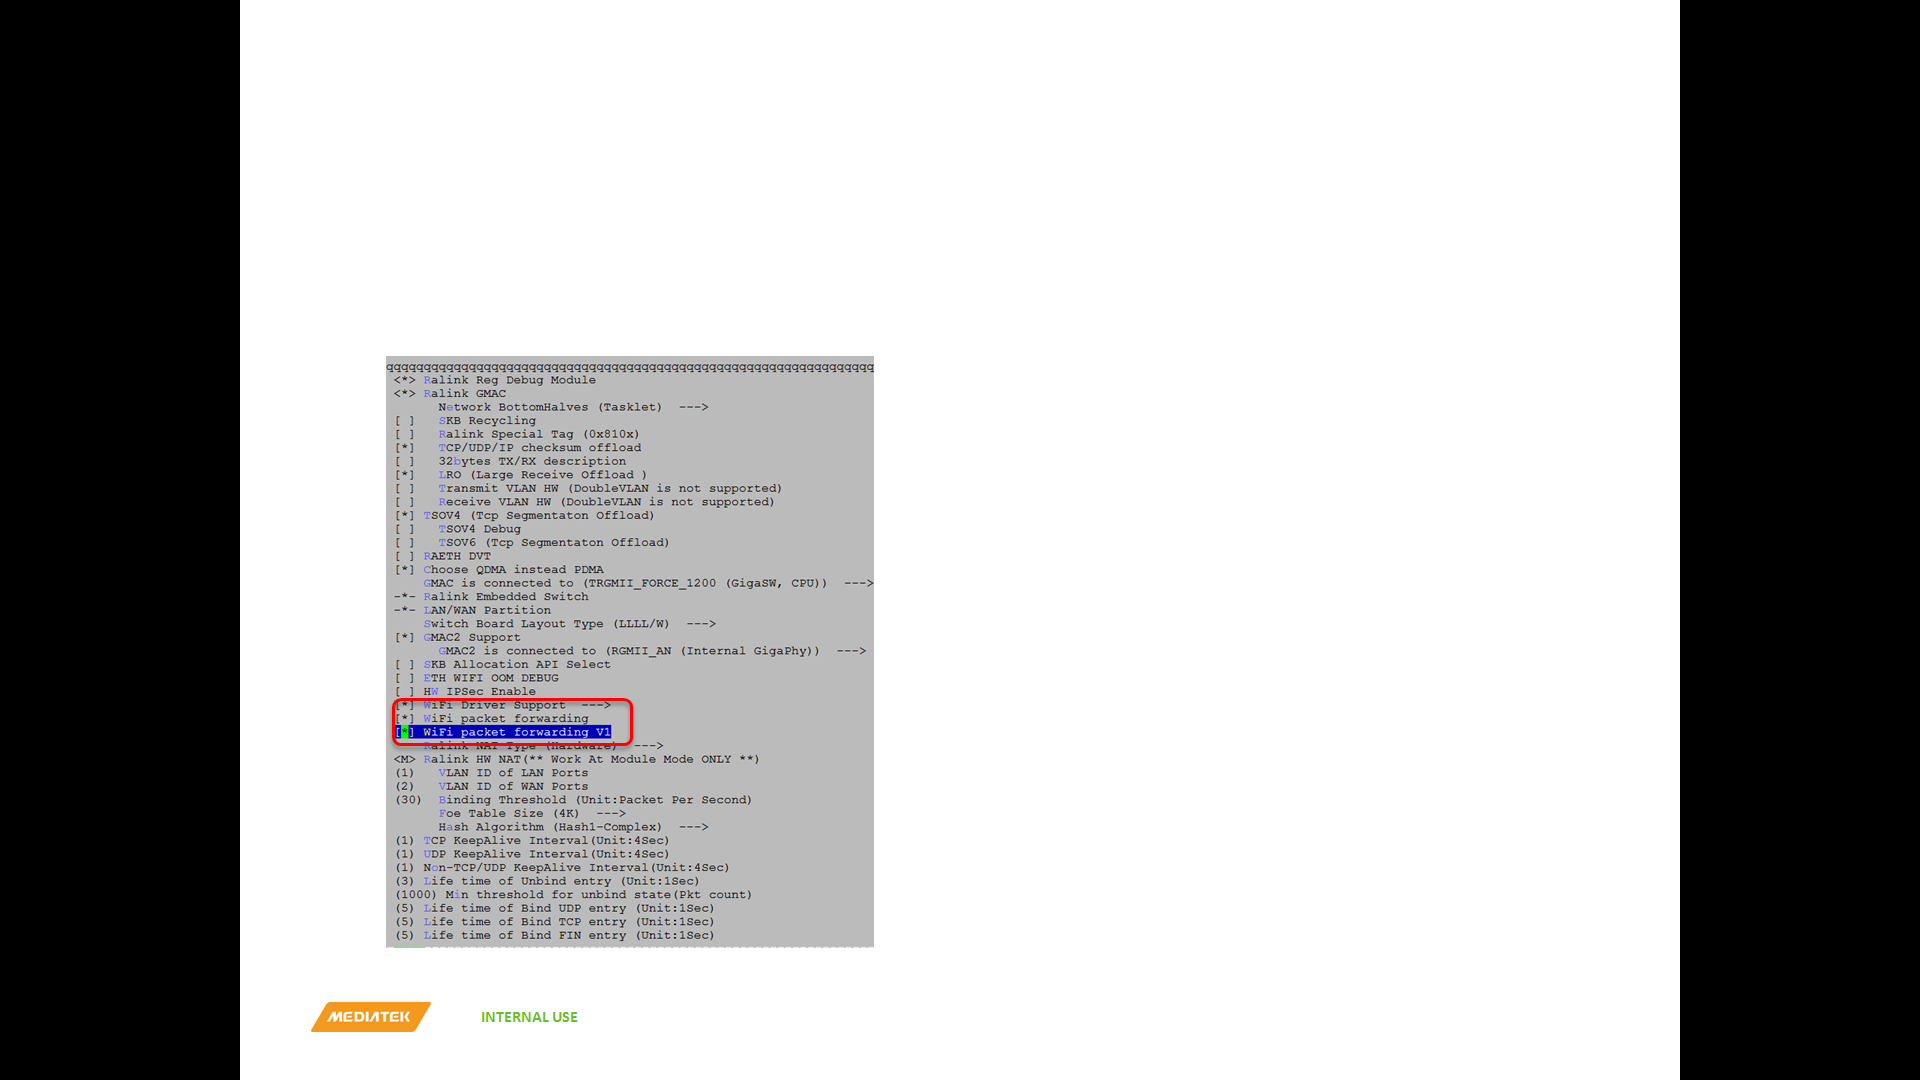 qqqqqqqqqqqqqqqqqqqqqqqqqqqqqqqqqqqqqqqqqqqqqqqqqqqqqqqqqqqqqqqqq
<*> Ralink Reg Debug Module
<*> Ralink GMAC
Network BottomHalves (Tasklet)  --->
[ ]   SKB Recycling
[ ]   Ralink Special Tag (0x810x)
[*]   TCP/UDP/IP checksum offload
[ ]   32bytes TX/RX description
[*]   LRO (Large Receive Offload )
[ ]   Transmit VLAN HW (DoubleVLAN is not supported)
[ ]   Receive VLAN HW (DoubleVLAN is not supported)
[*] TSOV4 (Tcp Segmentaton Offload)
[ ]   TSOV4 Debug
[ ]   TSOV6 (Tcp Segmentaton Offload)
[ ] RAETH DVT
[*] Choose QDMA instead PDMA
GMAC is connected to (TRGMII_FORCE_1200 (GigaSW, CPU))  --->
-*- Ralink Embedded Switch
-*- LAN/WAN Partition
Switch Board Layout Type (LLLL/W)  --->
[*] GMAC2 Support
GMAC2 is connected to (RGMII_AN (Internal GigaPhy))  --->
[ ] SKB Allocation API Select
[ ] ETH WIFI OOM DEBUG
[ ] HW IPSec Enable
[*] WiFi Driver Support  --->
[*] WiFi packet forwarding
[*] WiFi packet forwarding V1
Ralink NAT Type (Hardware)  --->
<M> Ralink HW NAT(** Work At Module Mode ONLY **)
(1)   VLAN ID of LAN Ports
(2)   VLAN ID of WAN Ports
(30)  Binding Threshold (Unit:Packet Per Second)
Foe Table Size (4K)  --->
Hash Algorithm (Hash1-Complex)  --->
(1) TCP KeepAlive Interval(Unit:4Sec)
(1) UDP KeepAlive Interval(Unit:4Sec)
(1) Non-TCP/UDP KeepAlive Interval(Unit:4Sec)
(3) Life time of Unbind entry (Unit:1Sec)
(1000) Min threshold for unbind state(Pkt count)
(5) Life time of Bind UDP entry (Unit:1Sec)
(5) Life time of Bind TCP entry (Unit:1Sec)
(5) Life time of Bind FIN entry (Unit:1Sec)
MEDIATEK
INTERNAL USE